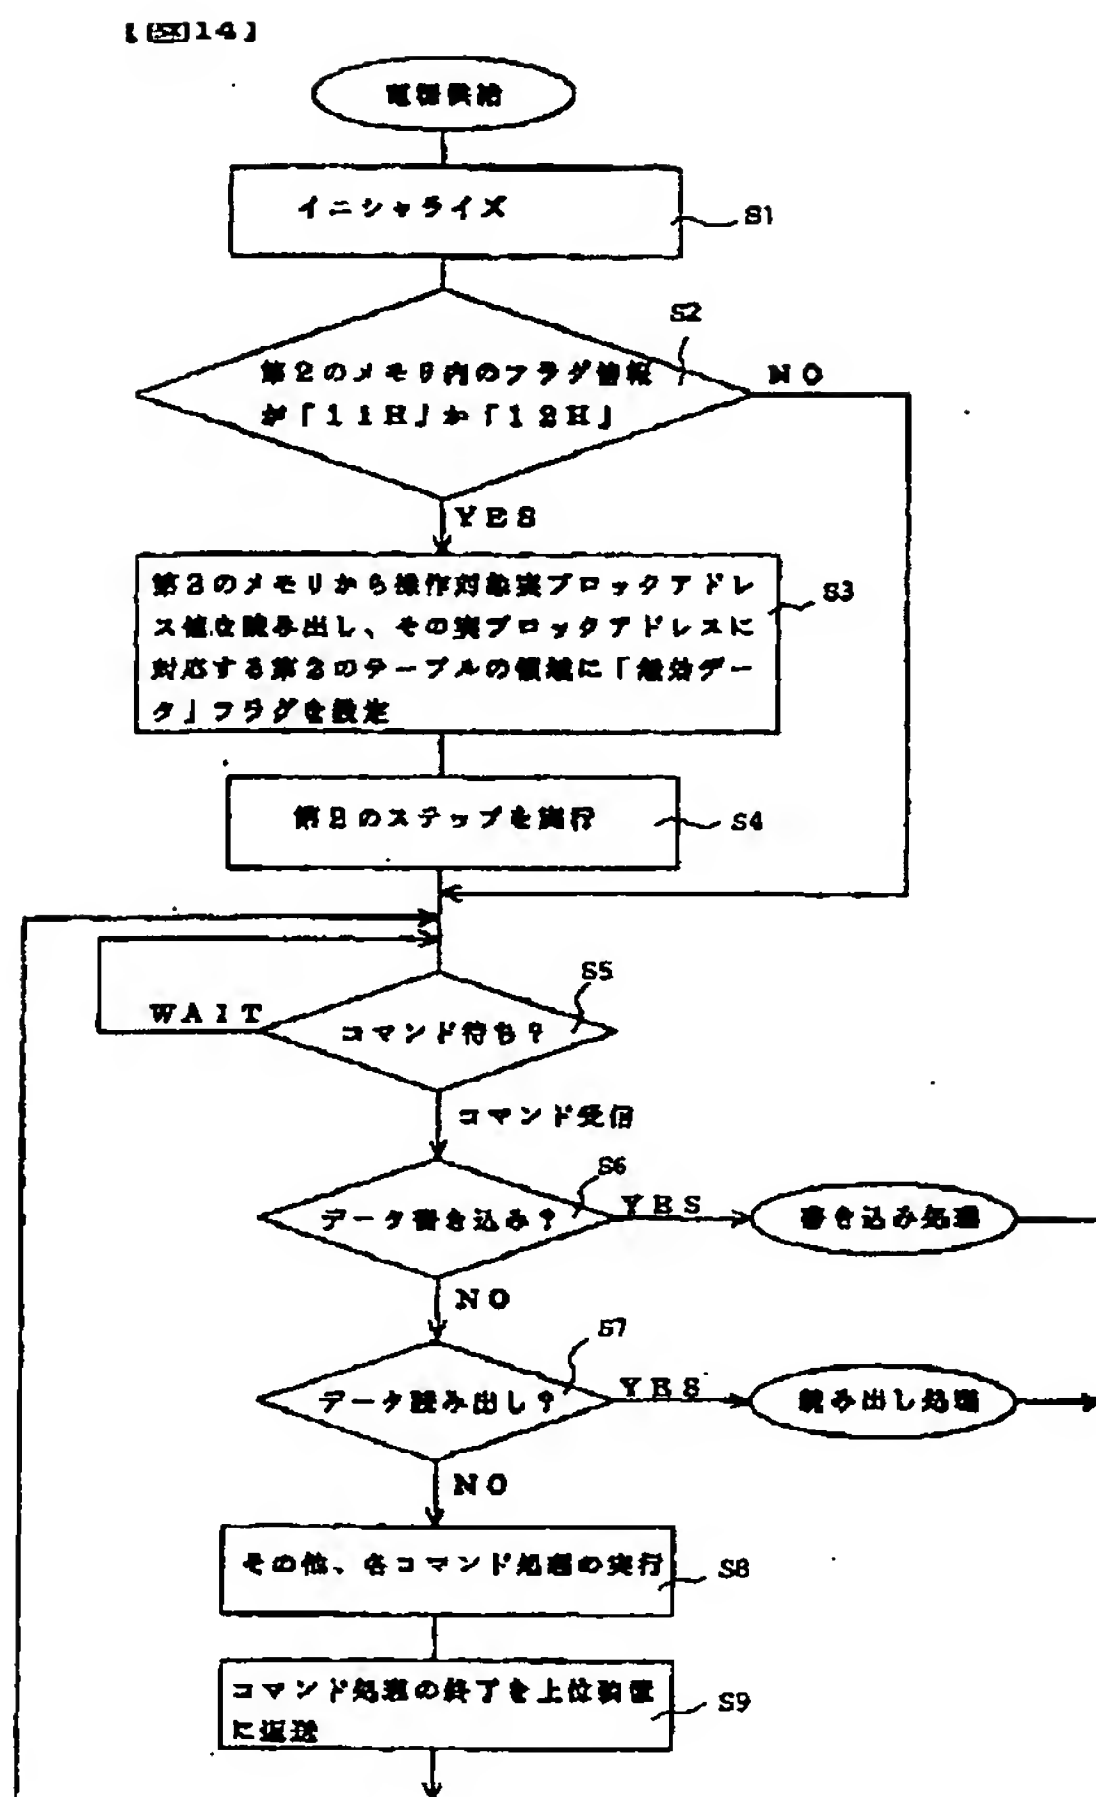 【図14】
電源供給
イニシャライズ
S1
S2
第2のメモリ内のフラグ情報
が「11H」か「12H」
NO
YES
第2のメモリから操作対象実ブロックアドレ
ス値を読み出し、その実ブロックアドレスに
対応する第2のテーブルの領域に「無効デー
タ」フラグを設定
S3
第2のステップを実行
S4
S5
WAIT
コマンド待ち?
コマンド受信
S6
データ書き込み?
YES
書き込み処理
NO
S7
データ読み出し?
YES
読み出し処理
NO
その他、各コマンド処理の実行
S8
コマンド処理の終了を上位装置
に返送
S9